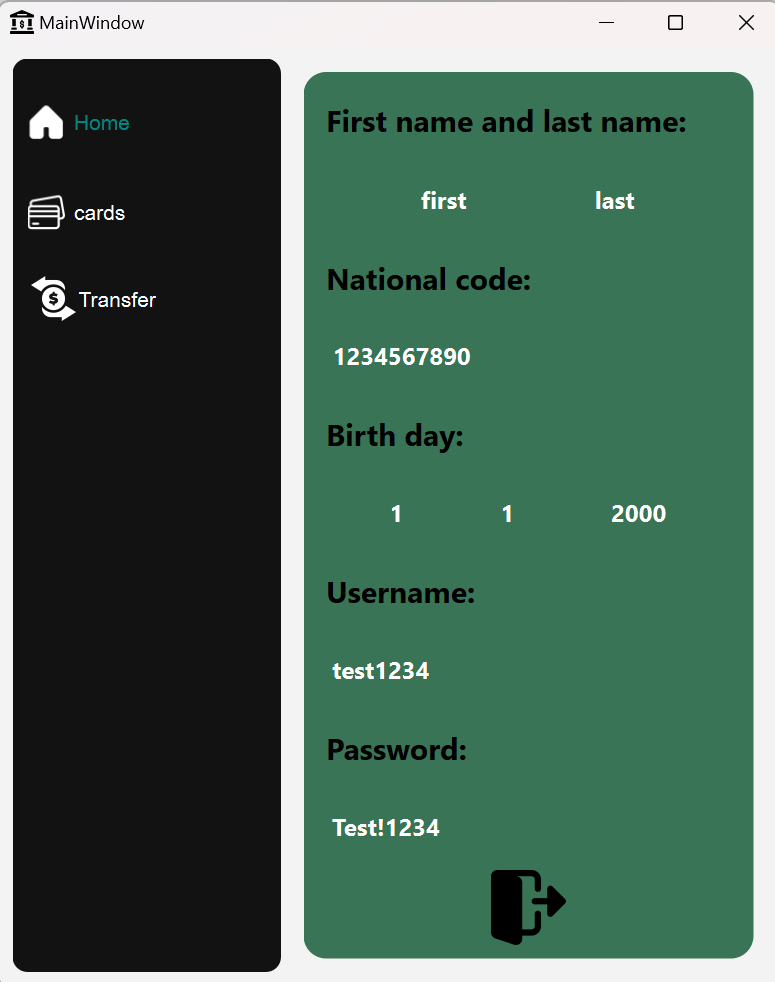 MainWindow
Home
cards
Transfer
First name and last name:
first last
National code:
1234567890
Birth day:
1 1 2000
Username:
test1234
Password:
Test!1234